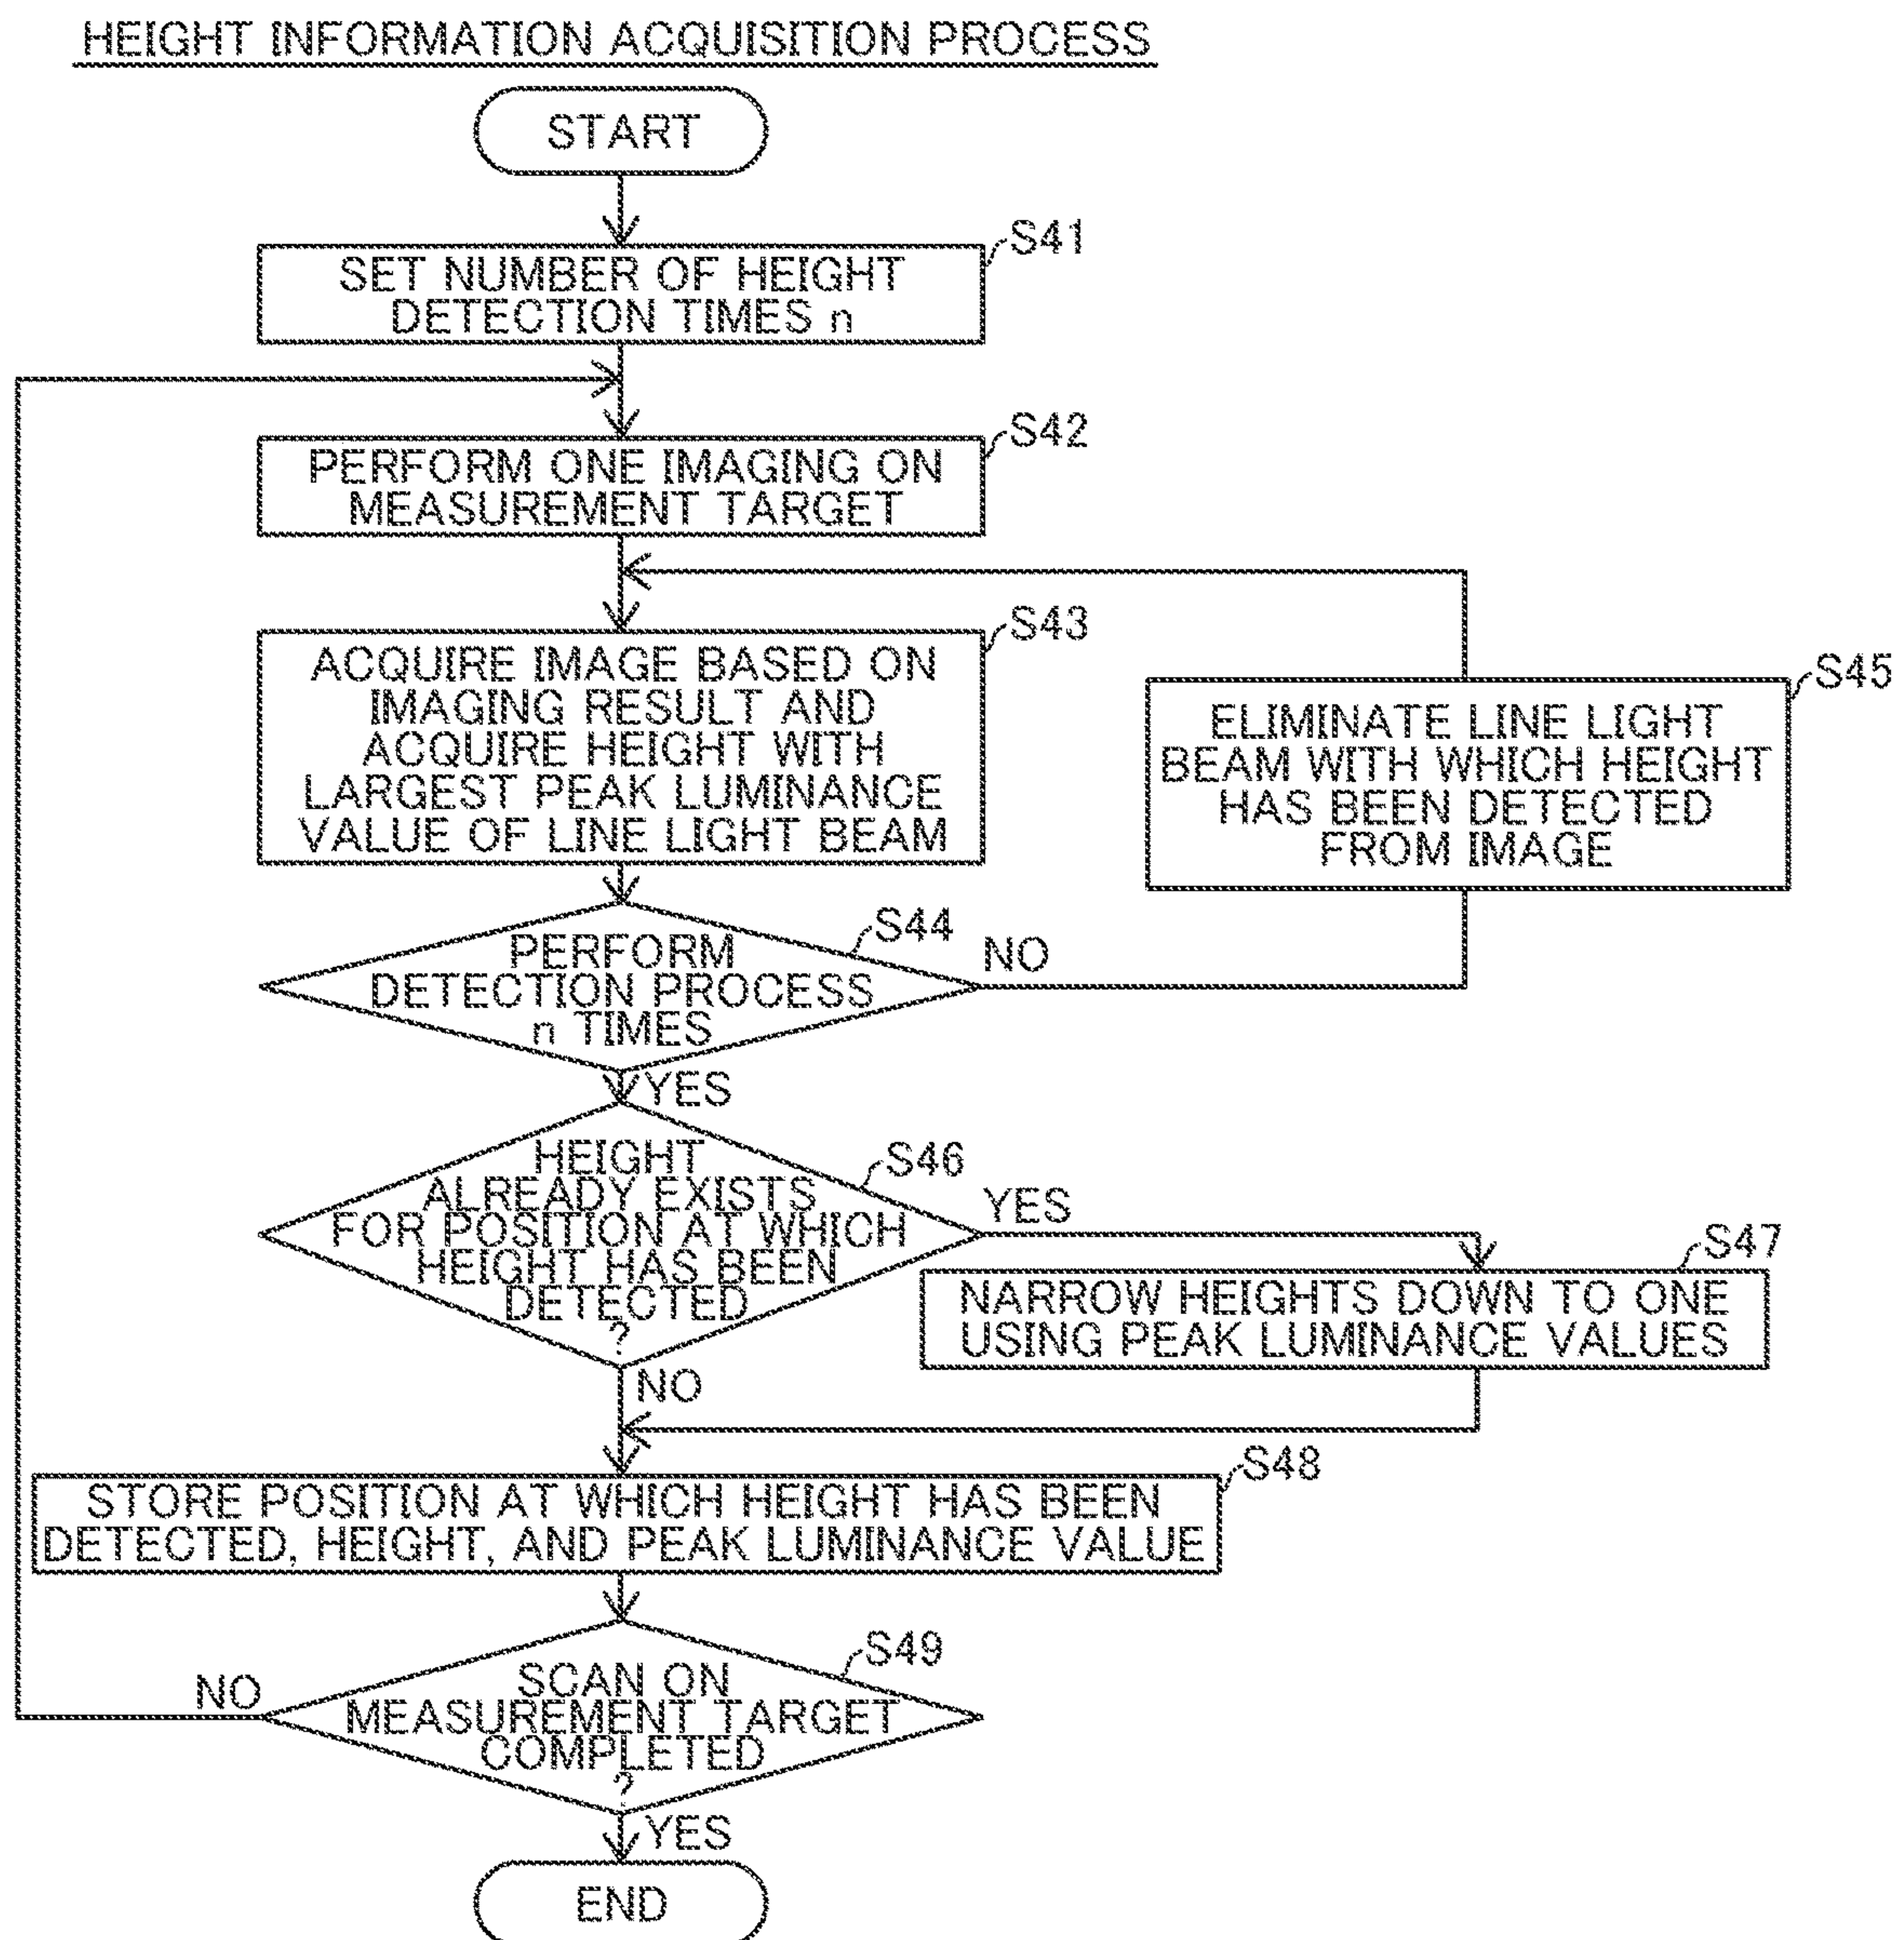 HEIGHT INFORMATION ACQUISITION PROCESS
START
S41
SET NUMBER OF HEIGHT
DETECTION TIMES n
S42
PERFORM ONE IMAGING ON
MEASUREMENT TARGET
S43
ACQUIRE IMAGE BASED ON
IMAGING RESULT AND
ACQUIRE HEIGHT WITH
LARGEST PEAK LUMINANCE
VALUE OF LINE LIGHT BEAM
S45
ELIMINATE LINE LIGHT
BEAM WITH WHICH HEIGHT
HAS BEEN DETECTED
FROM IMAGE
S44
PERFORM
DETECTION PROCESS
n TIMES
NO
YES
S46
HEIGHT
ALREADY EXISTS
FOR POSITION AT WHICH
HEIGHT HAS BEEN
DETECTED
?
YES
S47
NARROW HEIGHTS DOWN TO ONE
USING PEAK LUMINANCE VALUES
NO
S48
STORE POSITION AT WHICH HEIGHT HAS BEEN
DETECTED, HEIGHT, AND PEAK LUMINANCE VALUE
S49
SCAN ON
MEASUREMENT TARGET
COMPLETED
?
NO
YES
END